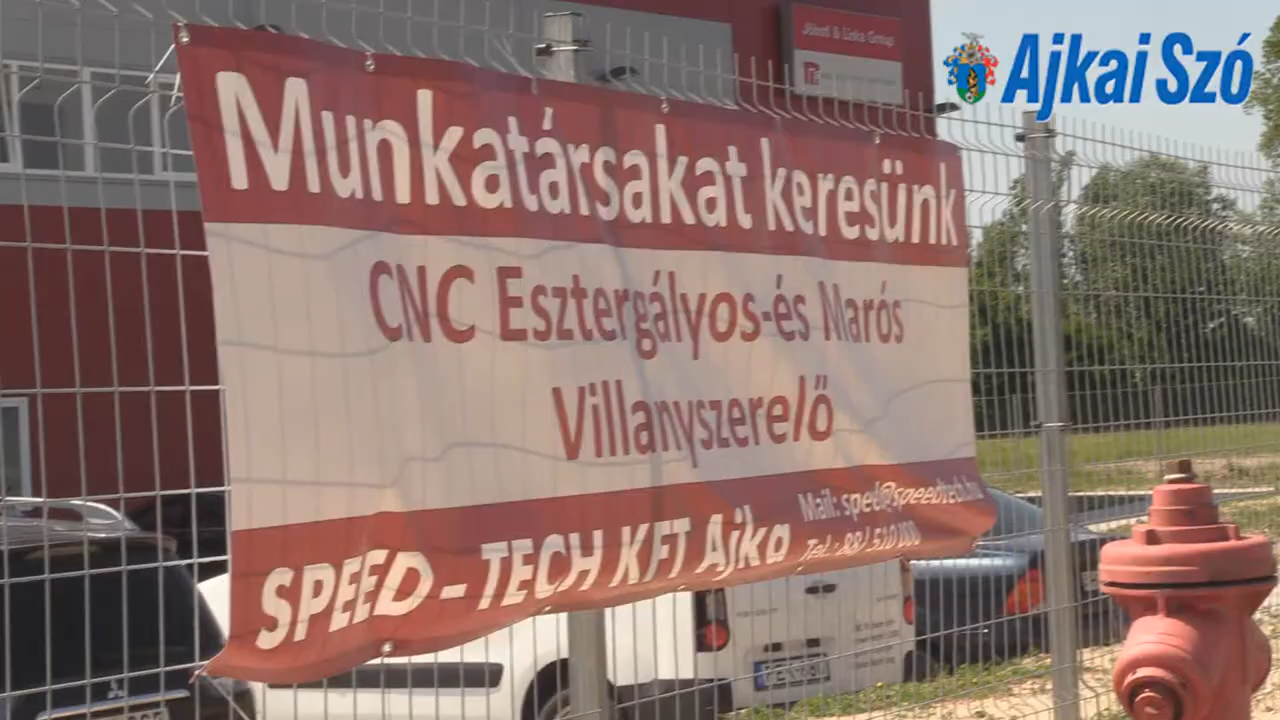 Ajkai Szó
Munkatársakat keresünk
CNC Esztergályos-és Marós
Villanyszerelő
SPEED-TECH KFT Ajka
Mail: speed@speedtech.hu
Tel.: 88/ 510 100